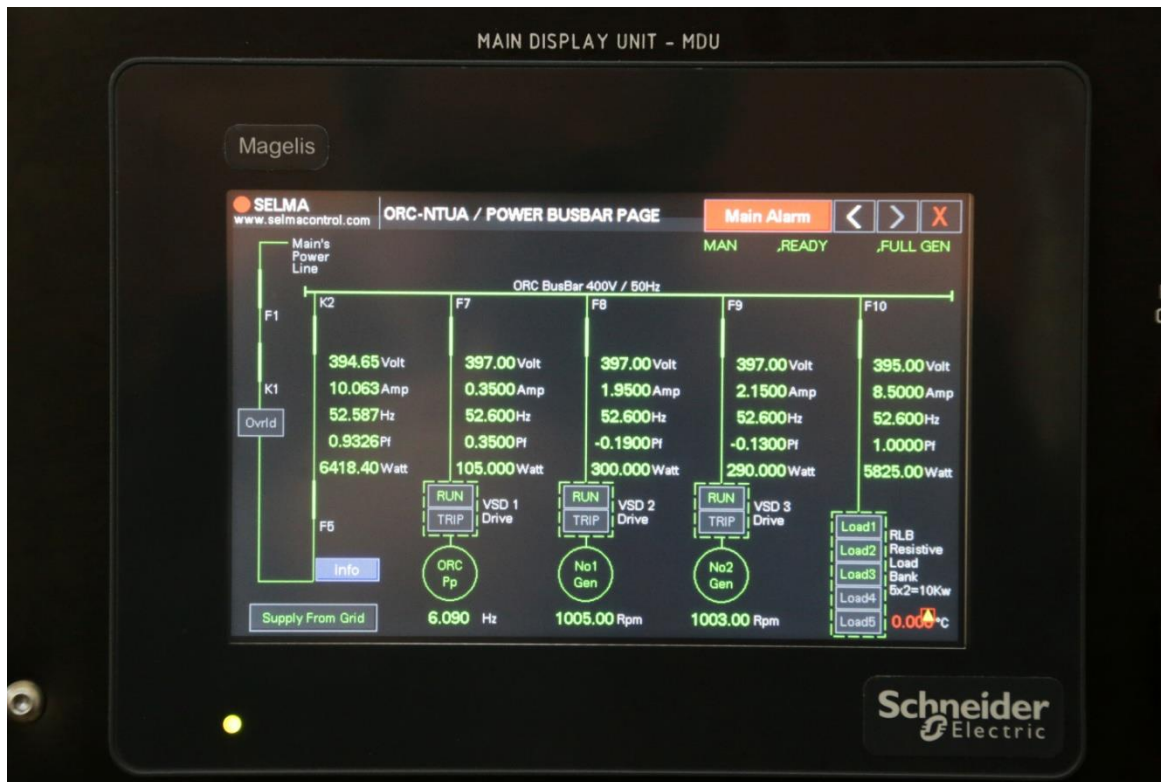 MAIN DISPLAY UNIT - MDU
Magelis
SELMA
www.selmacontrol.com
ORC-NTUA / POWER BUSBAR PAGE
Main Alarm
< > X
Main's
Power
Line
MAN ,READY ,FULL GEN
ORC BusBar 400V / 50Hz
F1 K2 F7 F8 F9 F10
394.65 Volt 397.00 Volt 397.00 Volt 397.00 Volt 395.00 Volt
K1 10.063 Amp 0.3500 Amp 1.9500 Amp 2.1500 Amp 8.5000 Amp
Ovrld 52.587 Hz 52.600 Hz 52.600 Hz 52.600 Hz 52.600 Hz
0.9326 Pf 0.3500 Pf -0.1900 Pf -0.1300 Pf 1.0000 Pf
6418.40 Watt 105.000 Watt 300.000 Watt 290.000 Watt 5825.00 Watt
F5
Info
Supply From Grid
RUN
TRIP
VSD 1
Drive
ORC
Pp
6.090 Hz
RUN
TRIP
VSD 2
Drive
No1
Gen
1005.00 Rpm
RUN
TRIP
VSD 3
Drive
No2
Gen
1003.00 Rpm
Load1
Load2
Load3
Load4
Load5
RLB
Resistive
Load
Bank
5x2=10Kw
°C
Schneider
Electric